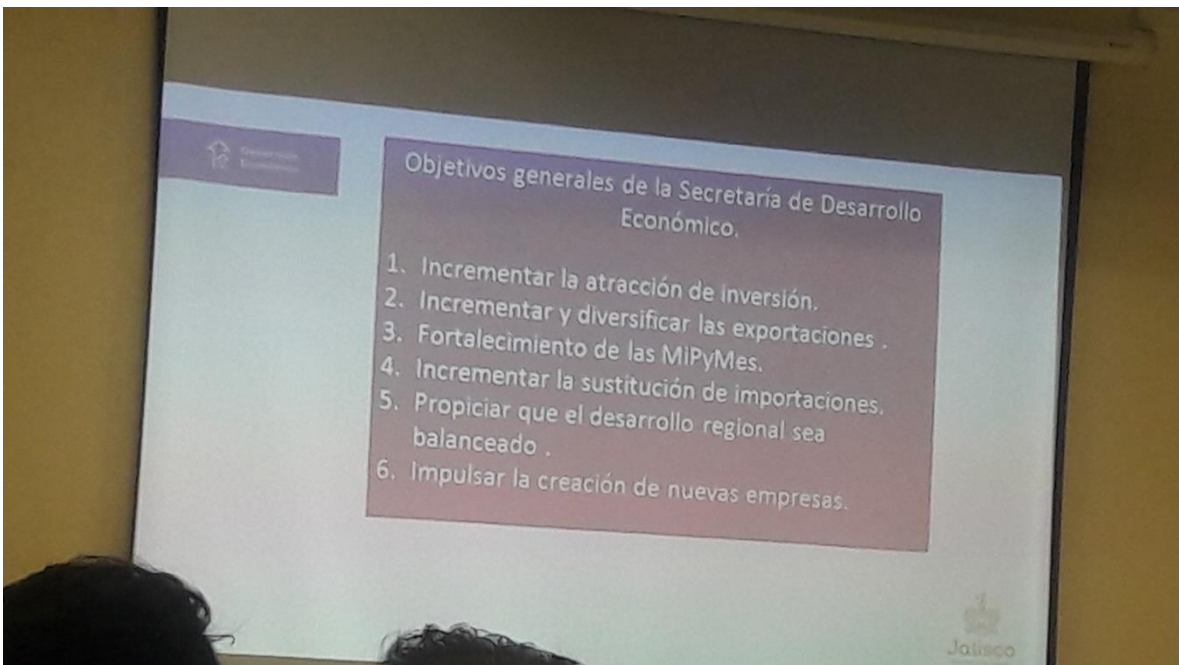 Objetivos generales de la Secretaría de Desarrollo
Económico.
1. Incrementar la atracción de inversión.
2. Incrementar y diversificar las exportaciones .
3. Fortalecimiento de las MiPyMes.
4. Incrementar la sustitución de importaciones.
5. Propiciar que el desarrollo regional sea
balanceado .
6. Impulsar la creación de nuevas empresas.
Jalisco